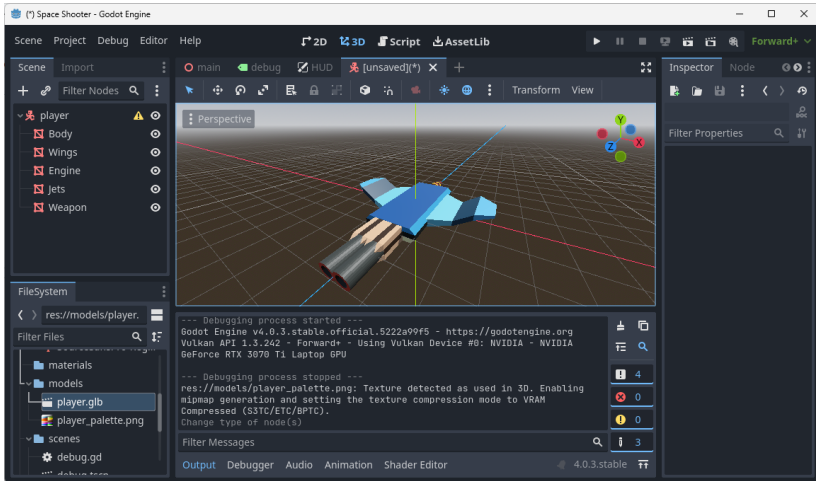 (*) Space Shooter - Godot Engine
Scene Project Debug Editor Help
2D 3D Script AssetLib
Forward+
Scene Import
main debug HUD [unsaved](*)
Inspector Node
Filter Nodes
Transform View
player
Perspective
Y
X
Z
Filter Properties
DOC
Body
Wings
Engine
Jets
Weapon
FileSystem
res://models/player.
Filter Files
materials
models
player.glb
player_palette.png
scenes
debug.gd
debug.tscn
--- Debugging process started ---
Godot Engine v4.0.3.stable.official.5222a99f5 - https://godotengine.org
Vulkan API 1.3.242 - Forward+ - Using Vulkan Device #0: NVIDIA - NVIDIA
GeForce RTX 3070 Ti Laptop GPU
--- Debugging process stopped ---
res://models/player_palette.png: Texture detected as used in 3D. Enabling
mipmap generation and setting the texture compression mode to VRAM
Compressed (S3TC/ETC/BPTC).
Change type of node(s)
4
0
0
3
Filter Messages
Output Debugger Audio Animation Shader Editor
4.0.3.stable